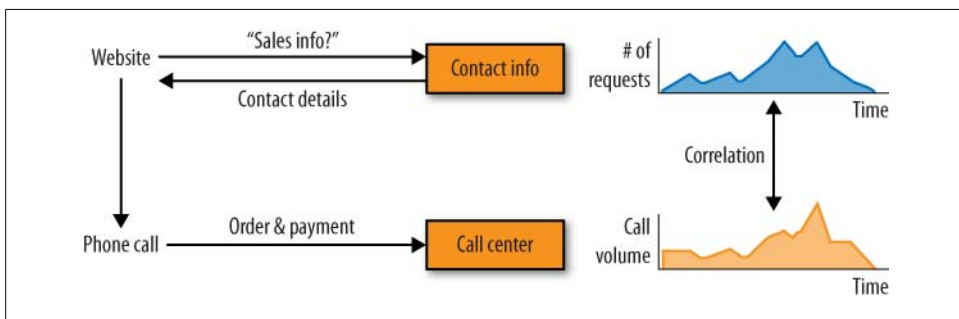 Website
“Sales info?”
Contact info
Contact details
# of
requests
Time
Correlation
Phone call
Order & payment
Call center
Call
volume
Time